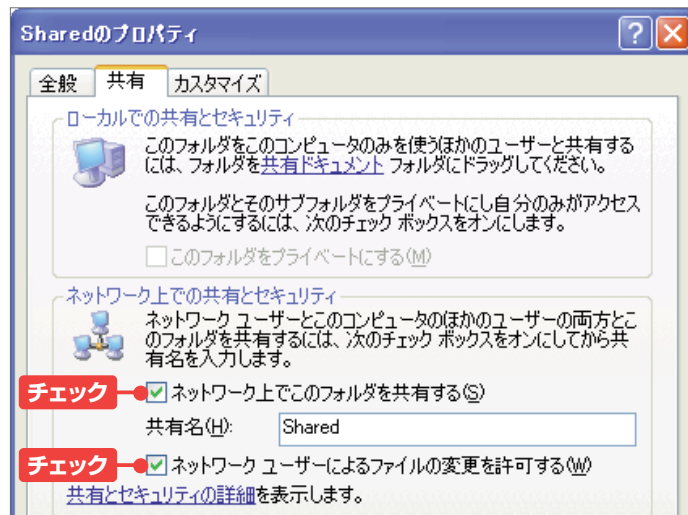 Sharedのプロパティ
全般 共有 カスタマイズ
ローカルでの共有とセキュリティ
このフォルダをこのコンピュータのみを使うほかのユーザーと共有する
には、フォルダを共有ドキュメント フォルダにドラッグしてください。
このフォルダとそのサブフォルダをプライベートにし自分のみがアクセス
できるようにするには、次のチェック ボックスをオンにします。
このフォルダをプライベートにする(M)
ネットワーク上での共有とセキュリティ
ネットワーク ユーザーとこのコンピュータのほかのユーザーの両方とこ
のフォルダを共有するには、次のチェック ボックスをオンにしてから共
有名を入力します。
チェック ネットワーク上でこのフォルダを共有する(S)
共有名(H): Shared
チェック ネットワーク ユーザーによるファイルの変更を許可する(W)
共有とセキュリティの詳細を表示します。